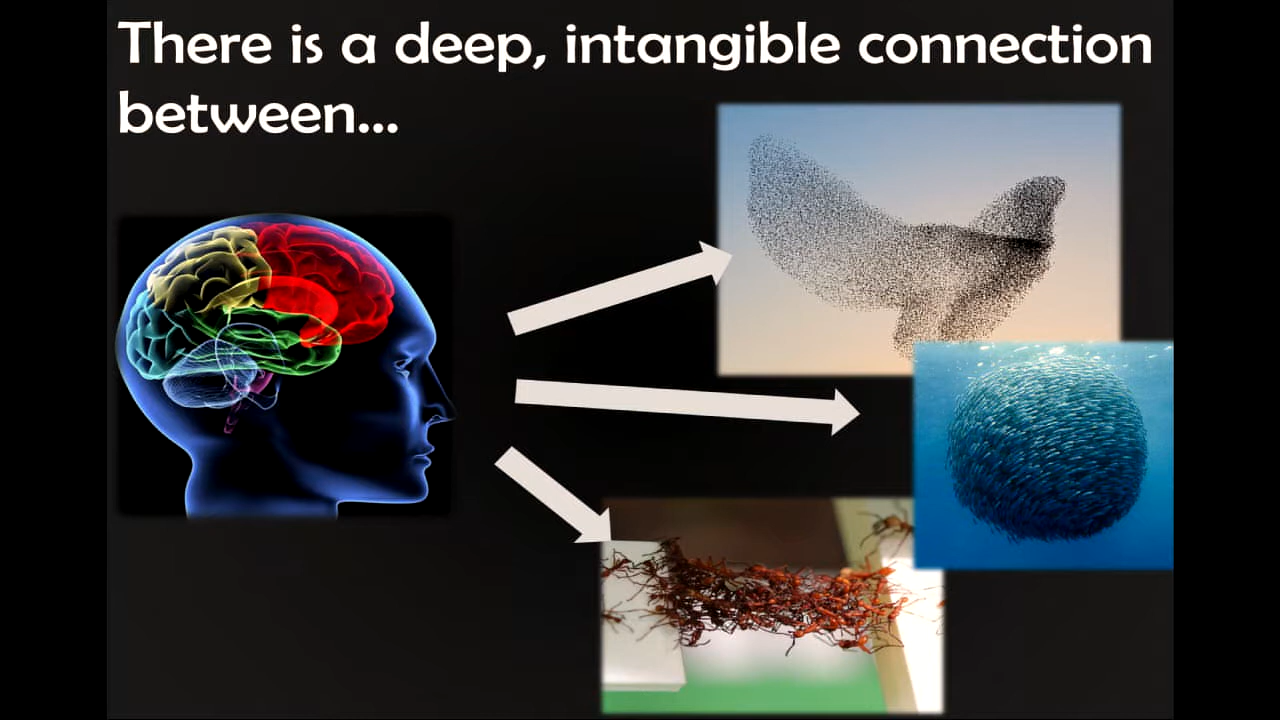 There is a deep, intangible connection
between...